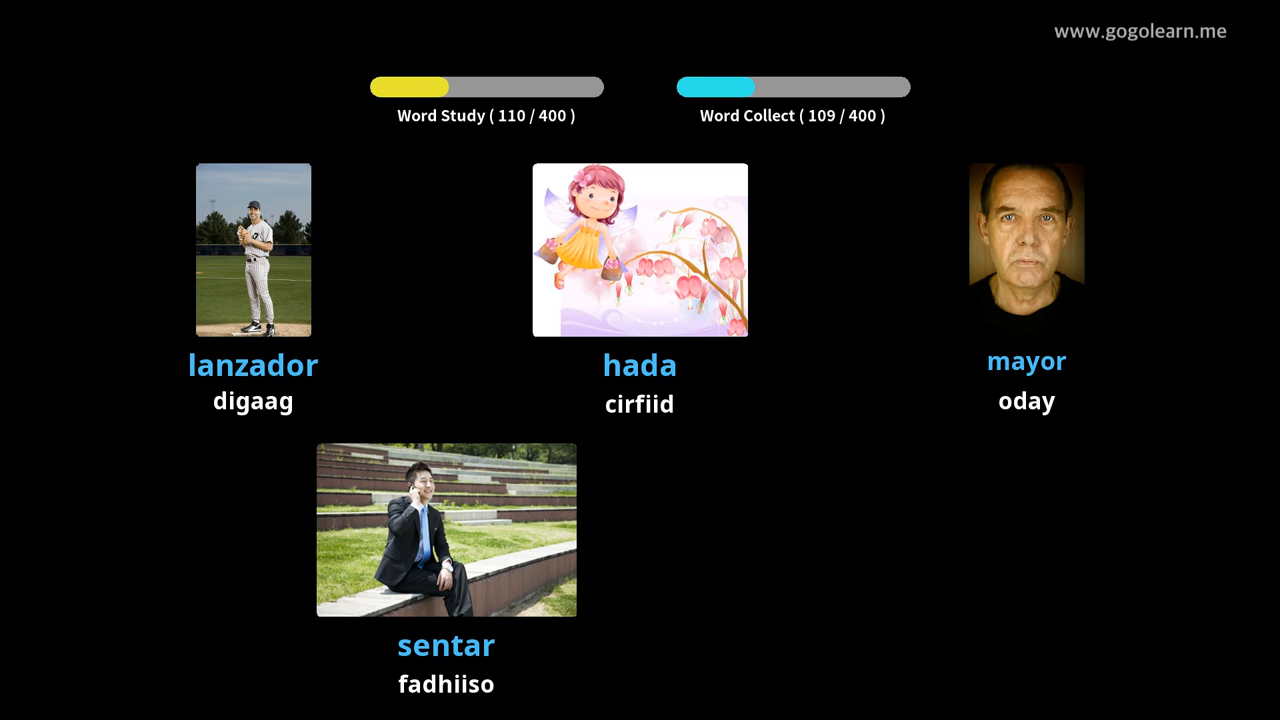 www.gogolearn.me
Word Study ( 110 / 400 )
Word Collect ( 109 / 400 )
lanzador
digaag
hada
cirfiid
mayor
oday
sentar
fadhiiso